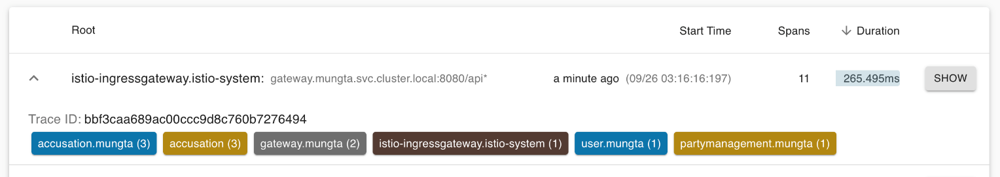 Root Start Time Spans Duration
istio-ingressgateway.istio-system: gateway.mungta.svc.cluster.local:8080/api* a minute ago (09/26 03:16:16:197) 11 265.495ms SHOW
Trace ID: bbf3caa689ac00ccc9d8c760b7276494
accusation.mungta (3) accusation (3) gateway.mungta (2) istio-ingressgateway.istio-system (1) user.mungta (1) partymanagement.mungta (1)